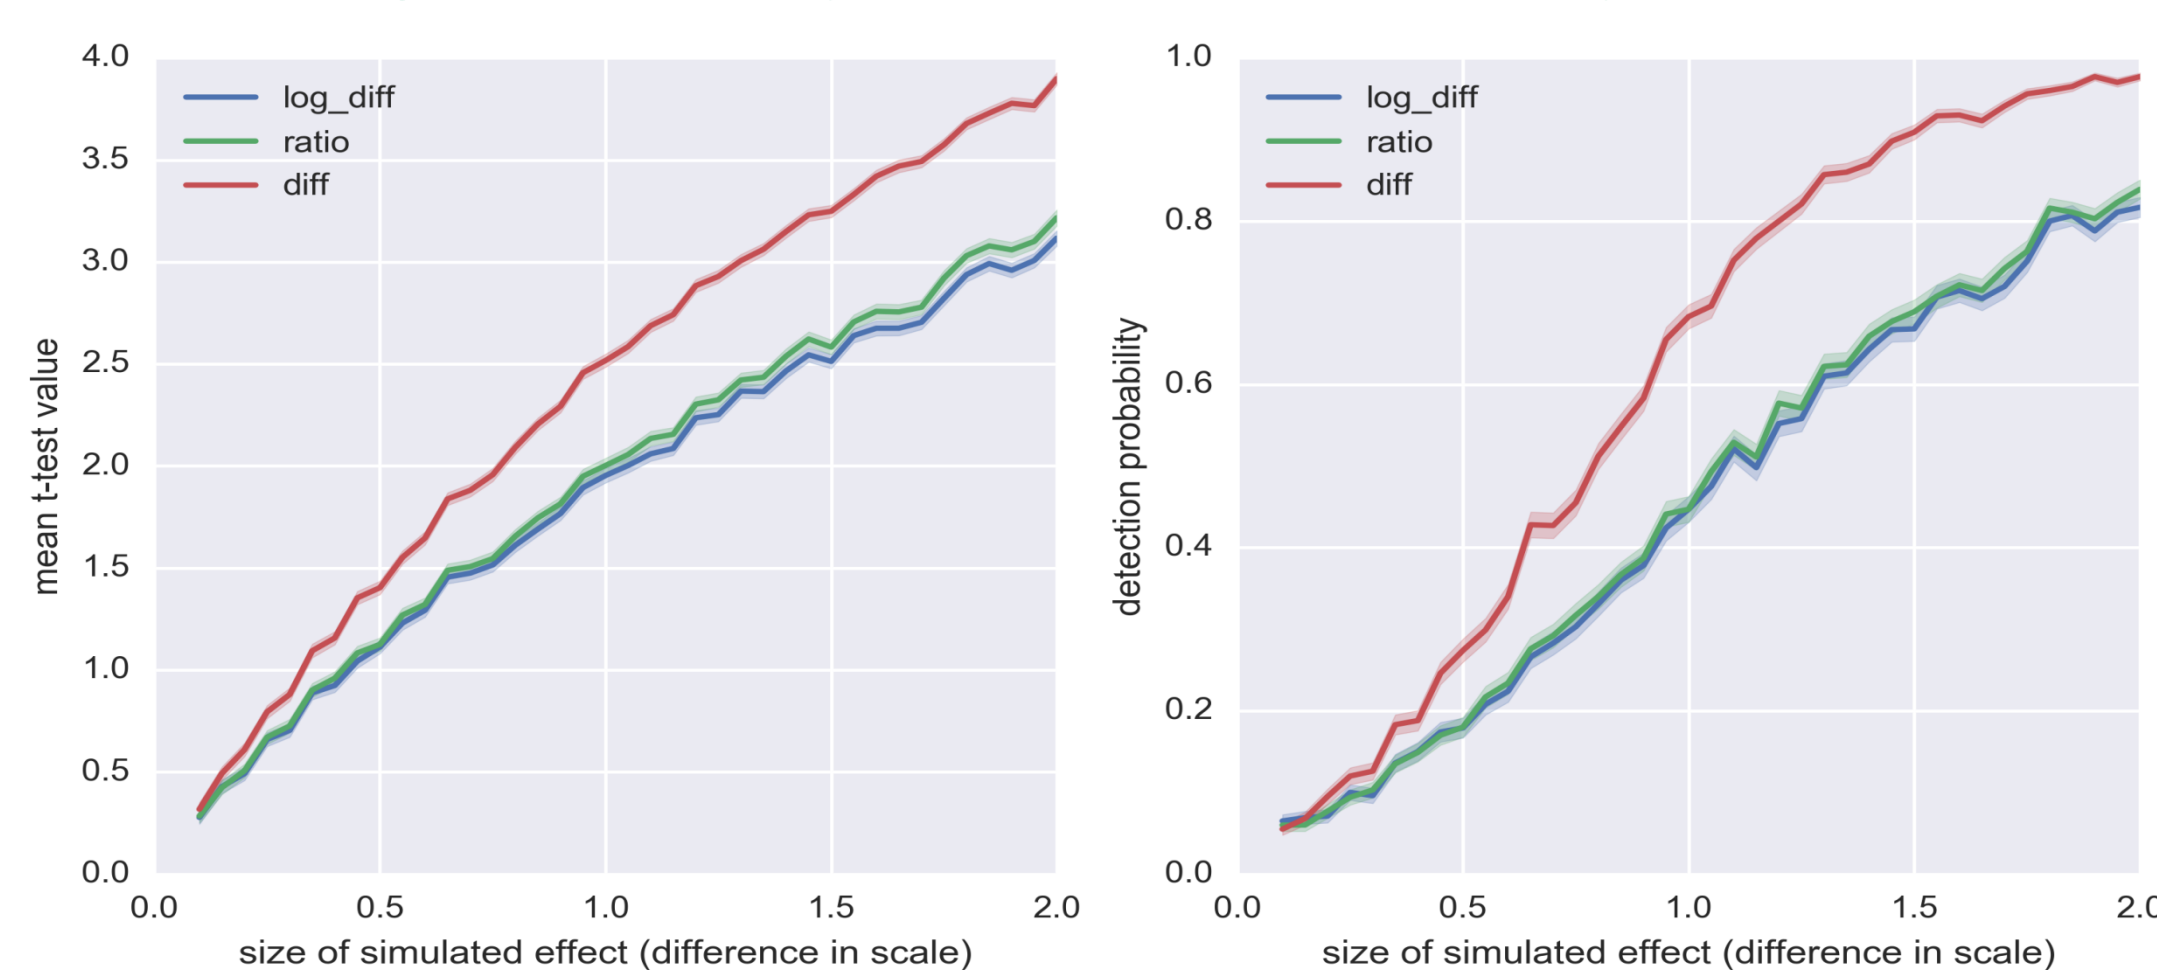 4.0
3.5
3.0
2.5
2.0
1.5
1.0
0.5
0.0
mean t-test value
log_diff
ratio
diff
0.0 0.5 1.0 1.5 2.0
size of simulated effect (difference in scale)
1.0
0.8
0.6
0.4
0.2
0.0
detection probability
log_diff
ratio
diff
0.0 0.5 1.0 1.5 2.0
size of simulated effect (difference in scale)